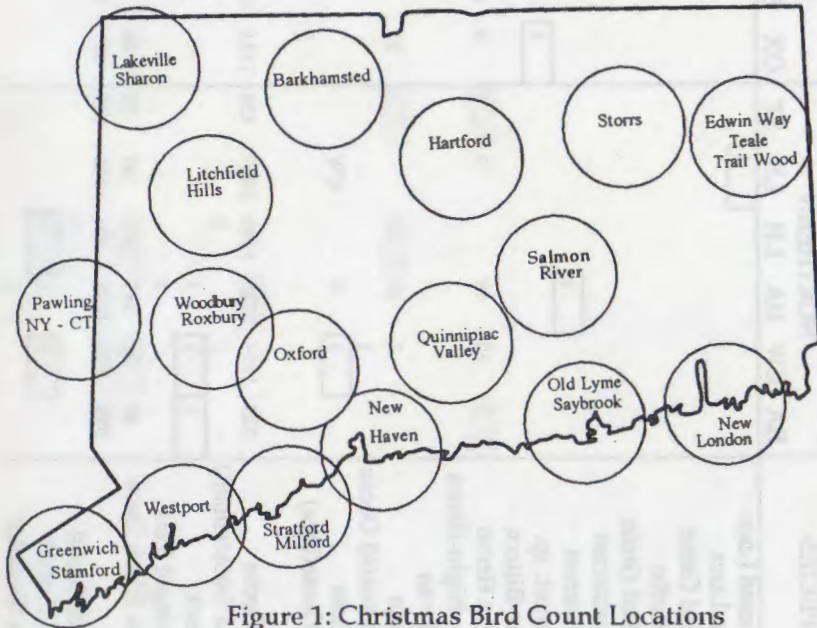 Lakeville
Sharon
Barkhamsted
Hartford
Storrs
Edwin Way
Teale
Trail Wood
Litchfield
Hills
Salmon
River
Pawling,
NY - CT
Woodbury
Roxbury
Oxford
Quinnipiac
Valley
New
Haven
Old Lyme
Saybrook
New
London
Westport
Stratford
Milford
Greenwich
Stamford
Figure 1: Christmas Bird Count Locations